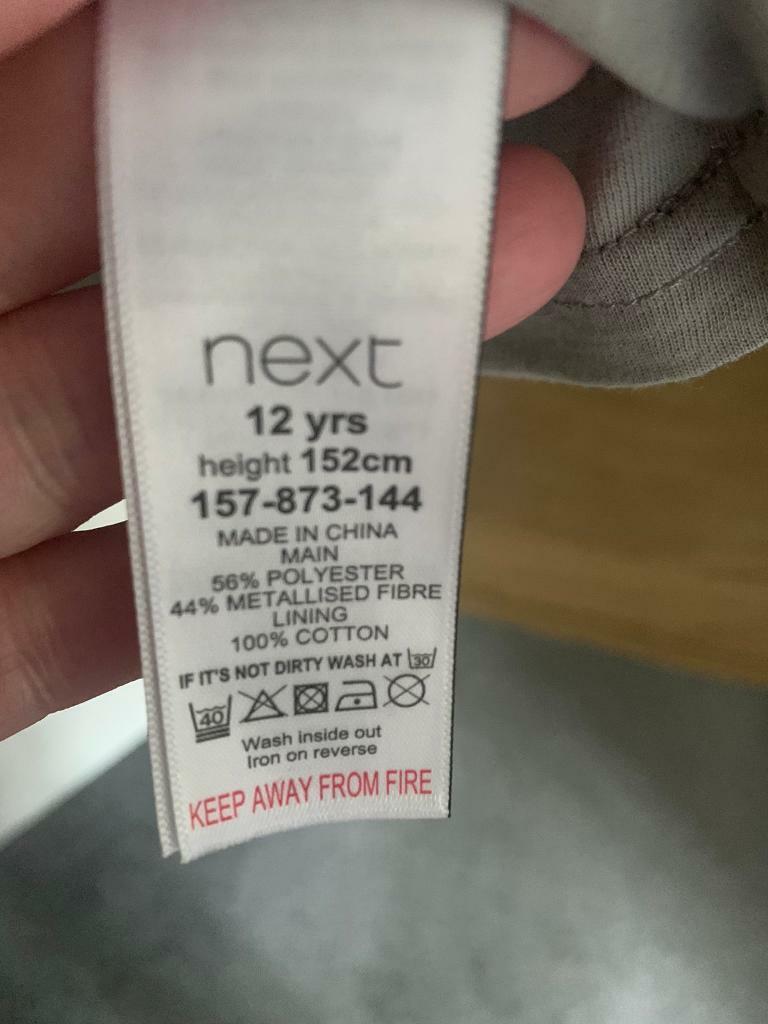 next
12 yrs
height 152cm
157-873-144
MADE IN CHINA
MAIN
56% POLYESTER
44% METALLISED FIBRE
LINING
100% COTTON
IF IT'S NOT DIRTY WASH AT 30
40
Wash inside out
Iron on reverse
KEEP AWAY FROM FIRE